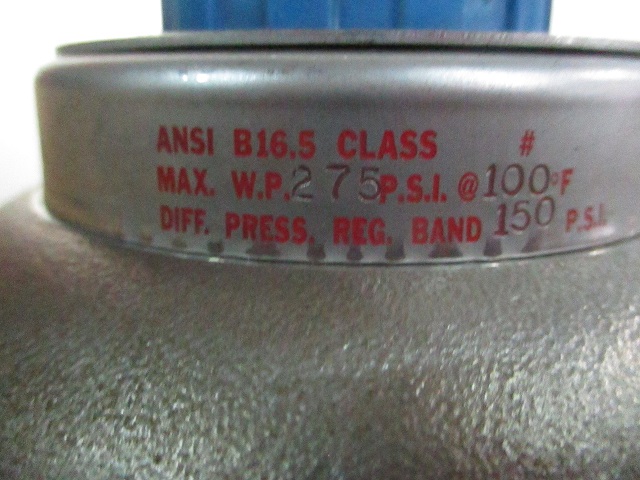 ANSI B16.5 CLASS #
MAX. W.P. 275 P.S.I. @ 100°F
DIFF. PRESS. REG. BAND 150 P.S.I.